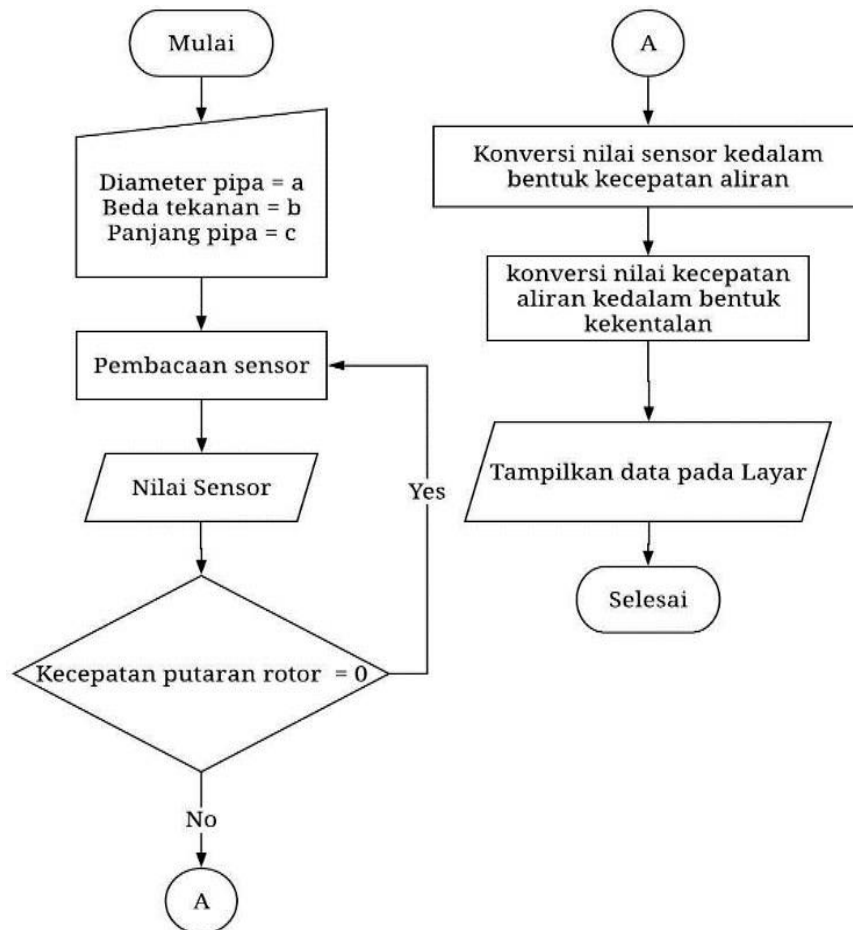 Mulai
Diameter pipa = a
Beda tekanan = b
Panjang pipa = c
Pembacaan sensor
Nilai Sensor
Yes
Kecepatan putaran rotor = 0
No
A
A
Konversi nilai sensor kedalam
bentuk kecepatan aliran
konversi nilai kecepatan
aliran kedalam bentuk
kekentalan
Tampilkan data pada Layar
Selesai